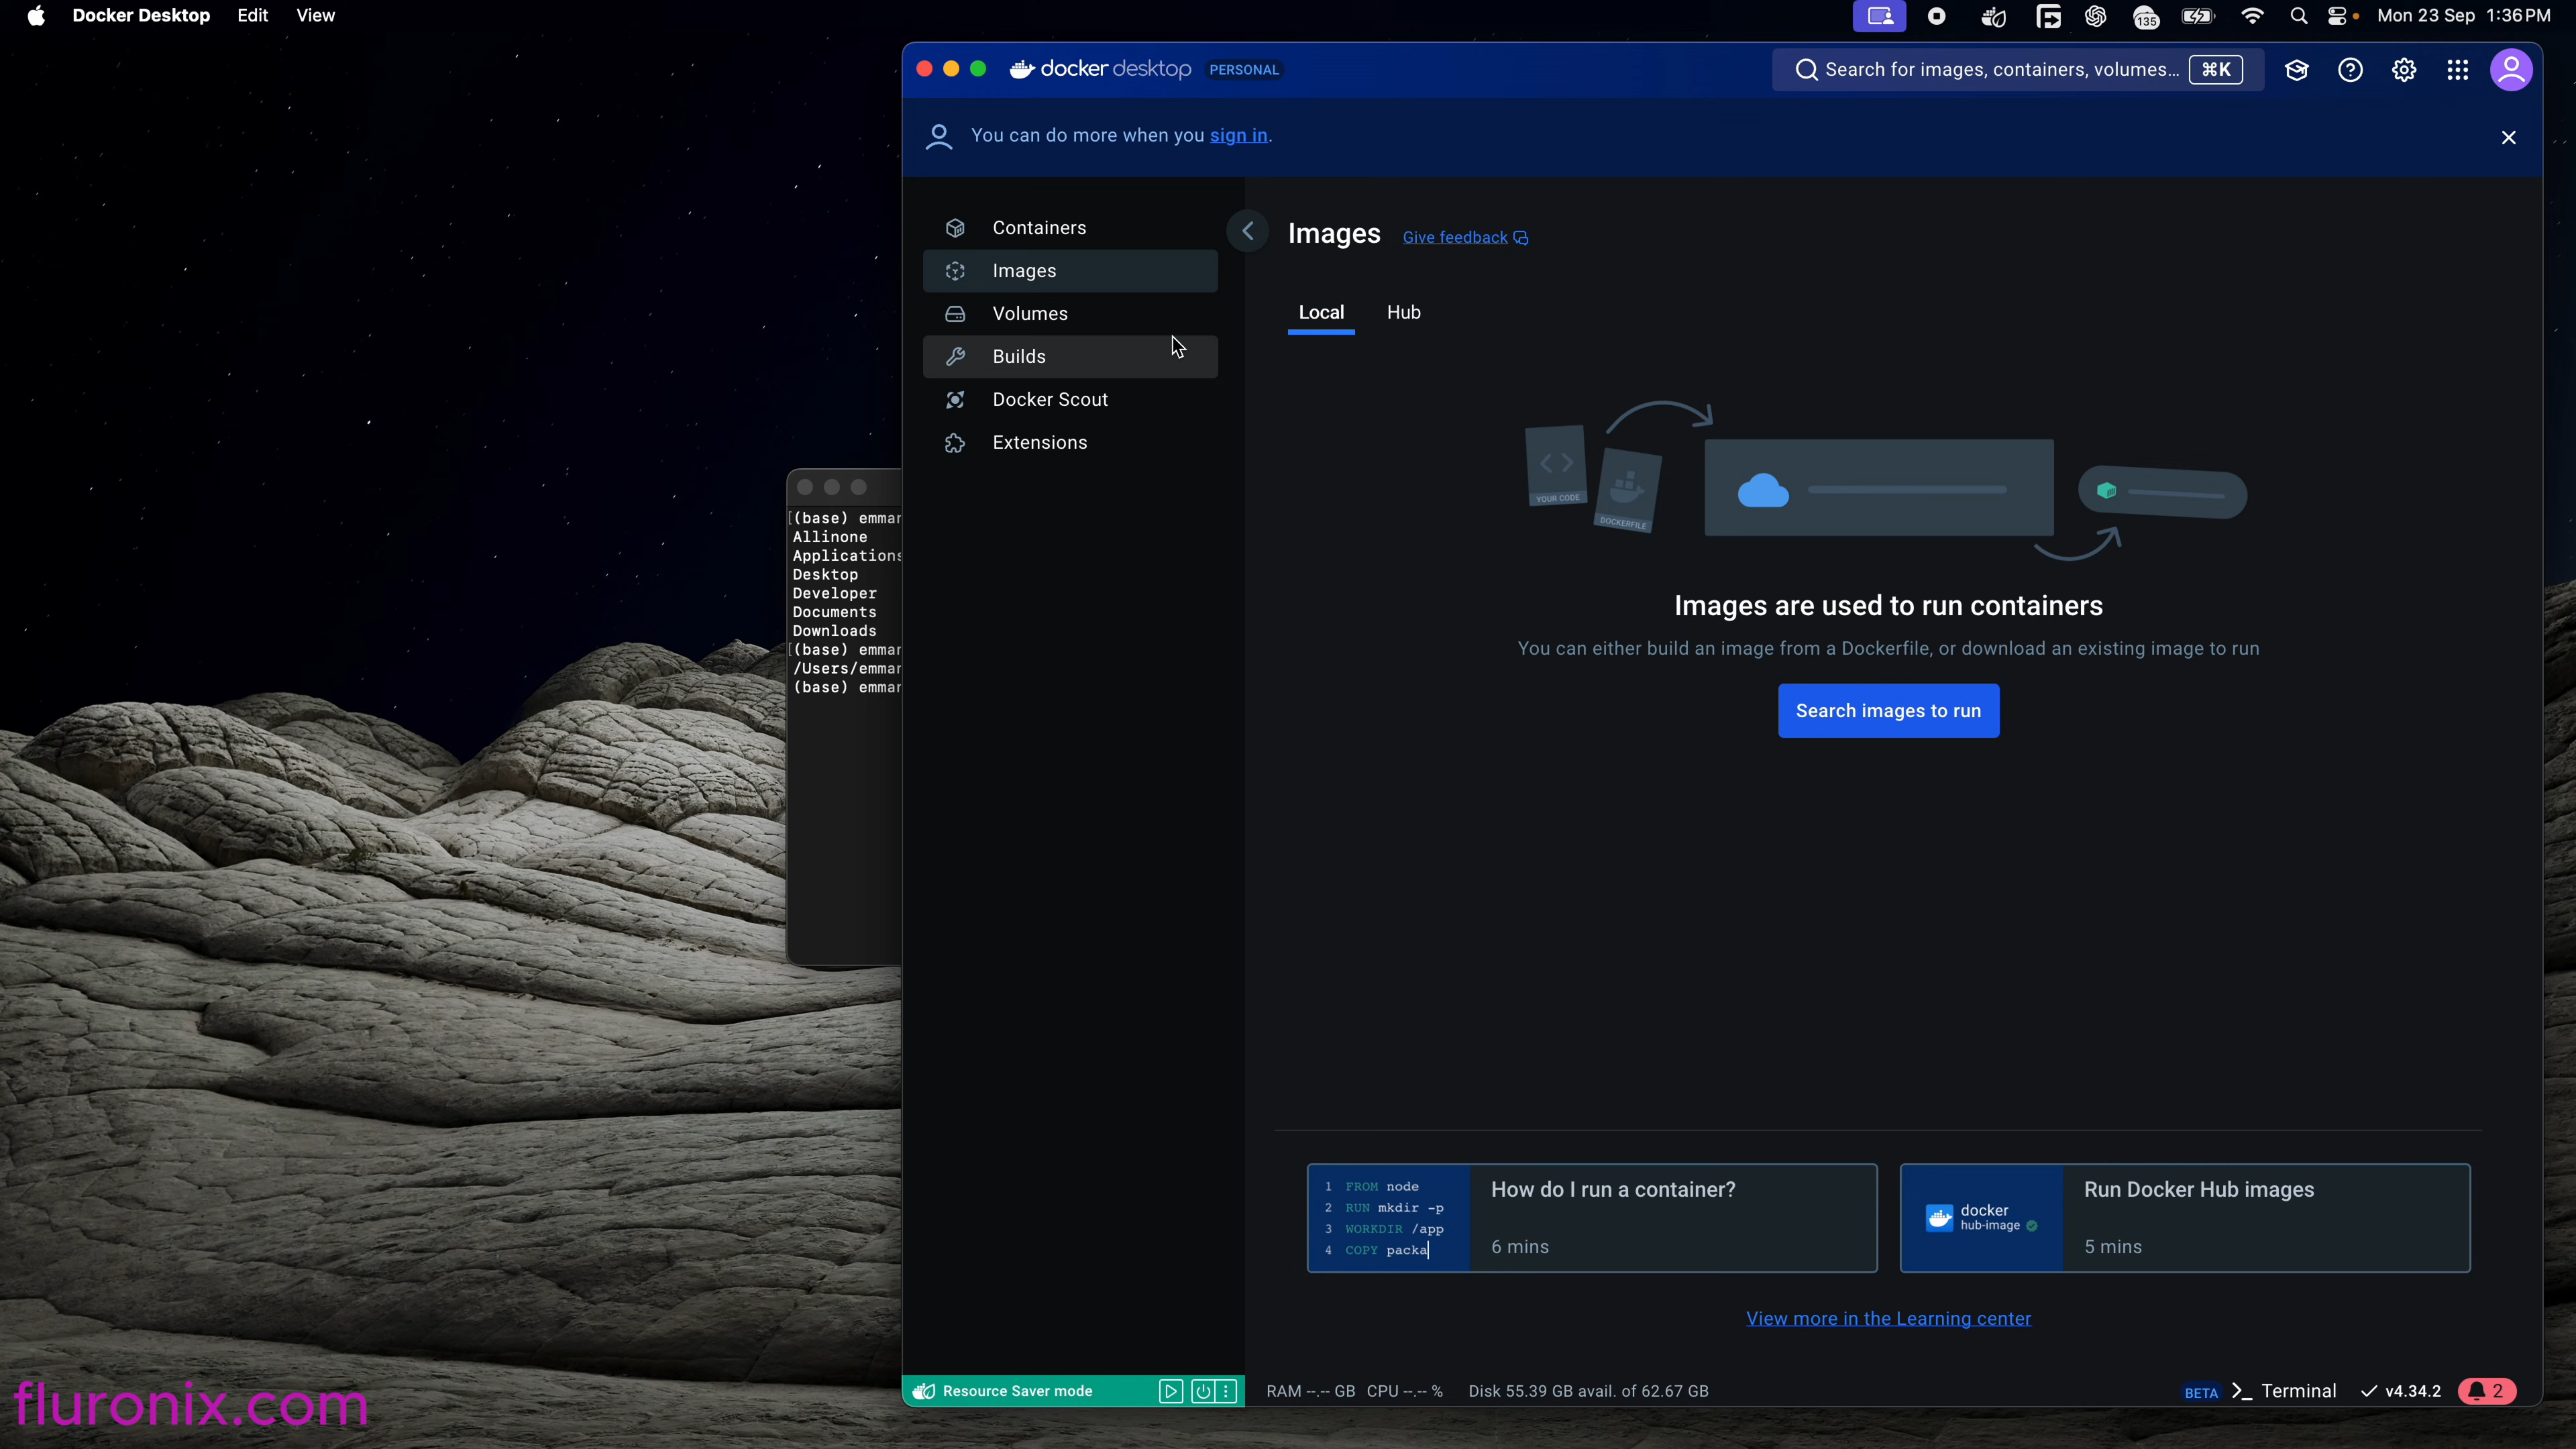 Docker Desktop Edit View
135
Mon 23 Sep 1:36 PM
docker desktop PERSONAL
Search for images, containers, volumes... ⌘K
You can do more when you sign in.
Containers
Images
Volumes
Builds
Docker Scout
Extensions
(base) emmar
Allinone
Applications
Desktop
Developer
Documents
Downloads
(base) emmar
/Users/emmar
(base) emmar
Images Give feedback
Local Hub
YOUR CODE
DOCKERFILE
Images are used to run containers
You can either build an image from a Dockerfile, or download an existing image to run
Search images to run
1 FROM node
2 RUN mkdir -p
3 WORKDIR /app
4 COPY packa
How do I run a container?
6 mins
docker
hub-image
Run Docker Hub images
5 mins
View more in the Learning center
Resource Saver mode
RAM --.-- GB CPU --.-- % Disk 55.39 GB avail. of 62.67 GB
BETA >_ Terminal v4.34.2 2
fluronix.com